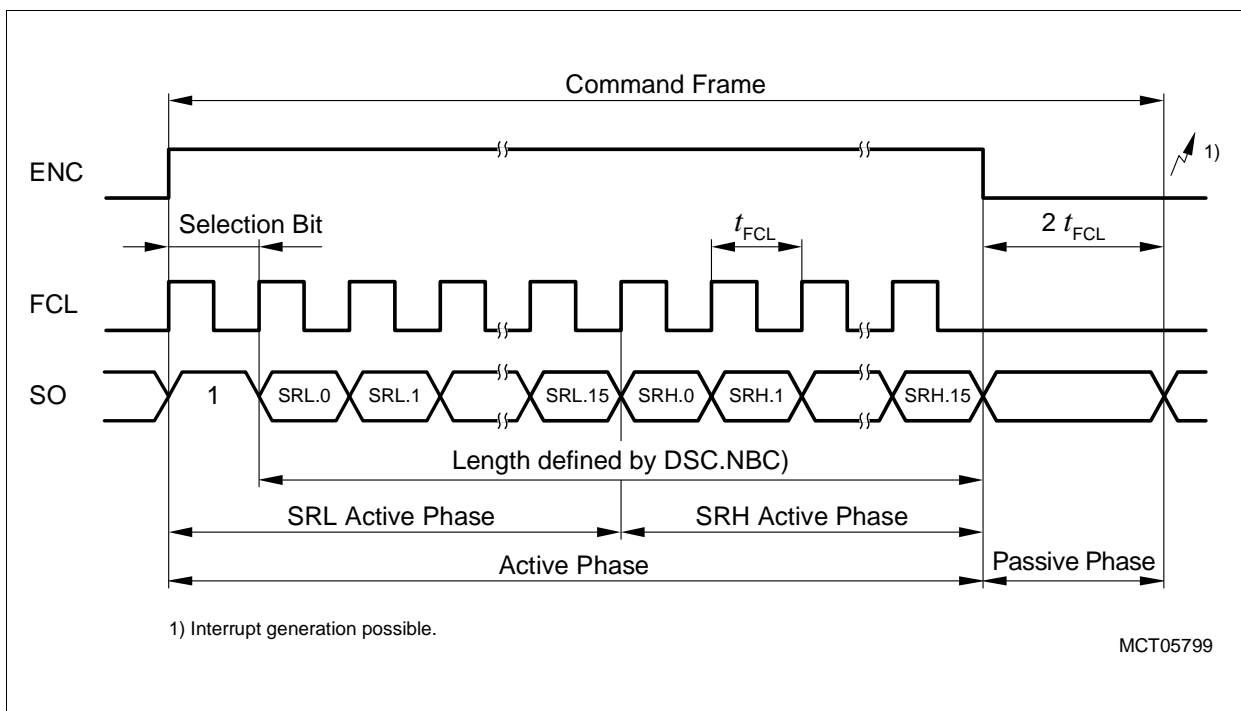 Command Frame
ENC
1)
Selection Bit
tFCL
2 tFCL
FCL
SO
1
SRL.0
SRL.1
SRL.15
SRH.0
SRH.1
SRH.15
Length defined by DSC.NBC)
SRL Active Phase
SRH Active Phase
Active Phase
Passive Phase
1) Interrupt generation possible.
MCT05799